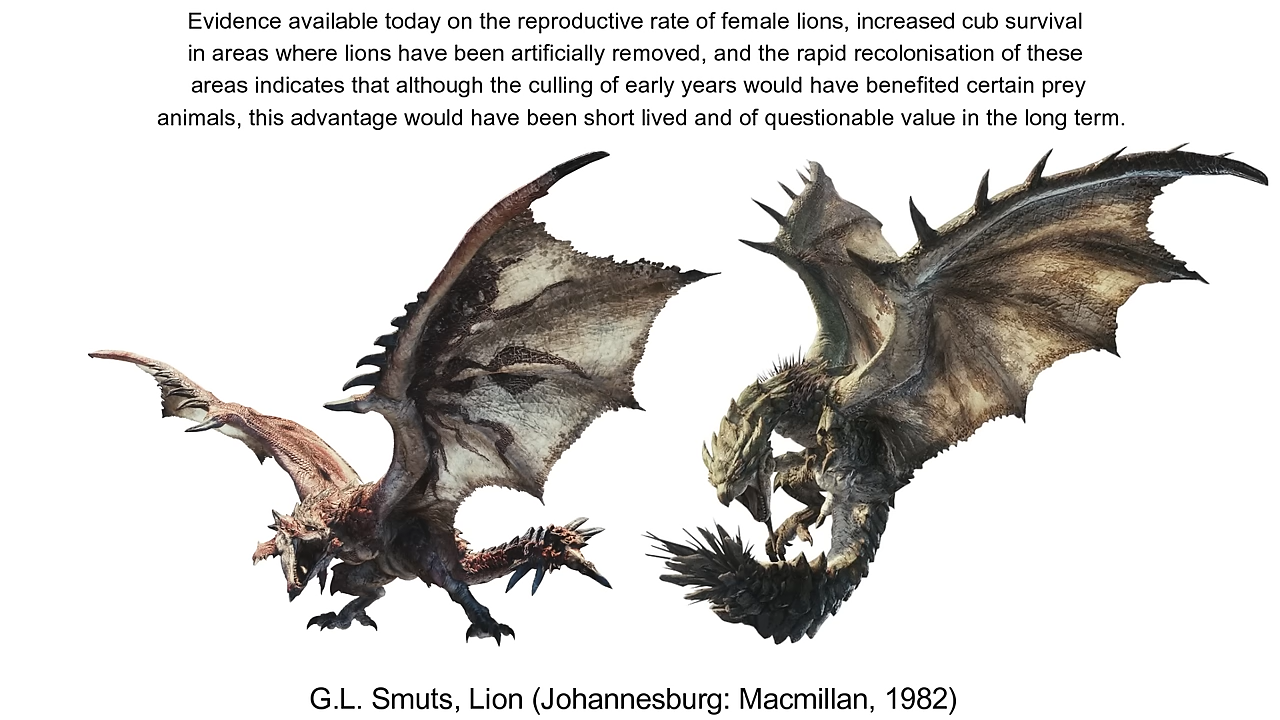 Evidence available today on the reproductive rate of female lions, increased cub survival
in areas where lions have been artificially removed, and the rapid recolonisation of these
areas indicates that although the culling of early years would have benefited certain prey
animals, this advantage would have been short lived and of questionable value in the long term.
G.L. Smuts, Lion (Johannesburg: Macmillan, 1982)